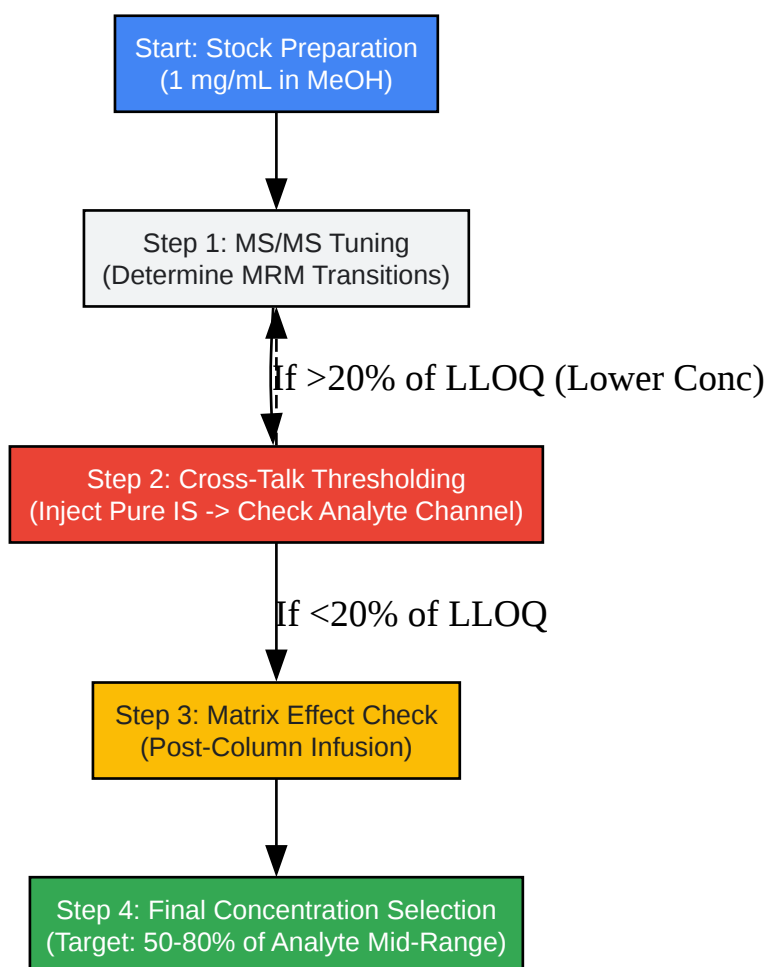 Start: Stock Preparation
(1 mg/mL in MeOH)
Step 1: MS/MS Tuning
(Determine MRM Transitions)
If >20% of LLOQ (Lower Conc)
Step 2: Cross-Talk Thresholding
(Inject Pure IS -> Check Analyte Channel)
If <20% of LLOQ
Step 3: Matrix Effect Check
(Post-Column Infusion)
Step 4: Final Concentration Selection
(Target: 50-80% of Analyte Mid-Range)